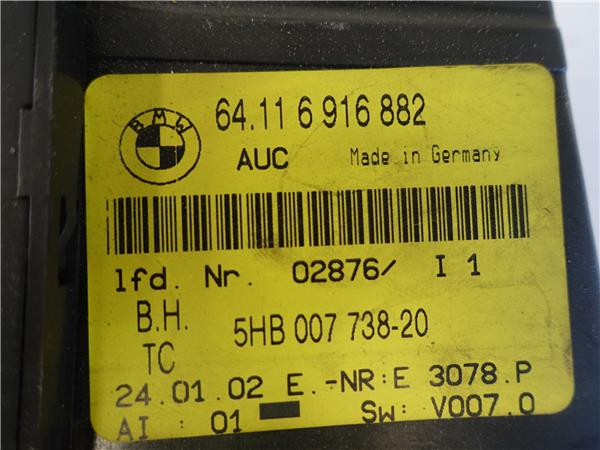 BMW
64.11 6 916 882
AUC Made in Germany
lfd. Nr. 02876/ I 1
B.H. 5HB 007 738-20
TC
24.01.02 E.-NR:E 3078.P
AI : 01 Sw: V007.0